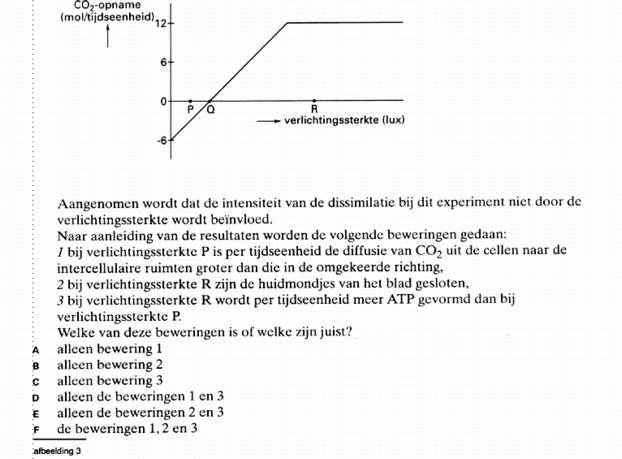 CO₂-opname
(mol/tijdseenheid)
12
6
0
P Q R
verlichtingssterkte (lux)
-6
Aangenomen wordt dat de intensiteit van de dissimilatie bij dit experiment niet door de
verlichtingssterkte wordt beïnvloed.
Naar aanleiding van de resultaten worden de volgende beweringen gedaan:
1 bij verlichtingssterkte P is per tijdseenheid de diffusie van CO₂ uit de cellen naar de
intercellulaire ruimten groter dan die in de omgekeerde richting,
2 bij verlichtingssterkte R zijn de huidmondjes van het blad gesloten,
3 bij verlichtingssterkte R wordt per tijdseenheid meer ATP gevormd dan bij
verlichtingssterkte P.
Welke van deze beweringen is of welke zijn juist?
A alleen bewering 1
B alleen bewering 2
C alleen bewering 3
D alleen de beweringen 1 en 3
E alleen de beweringen 2 en 3
F de beweringen 1, 2 en 3
afbeelding 3